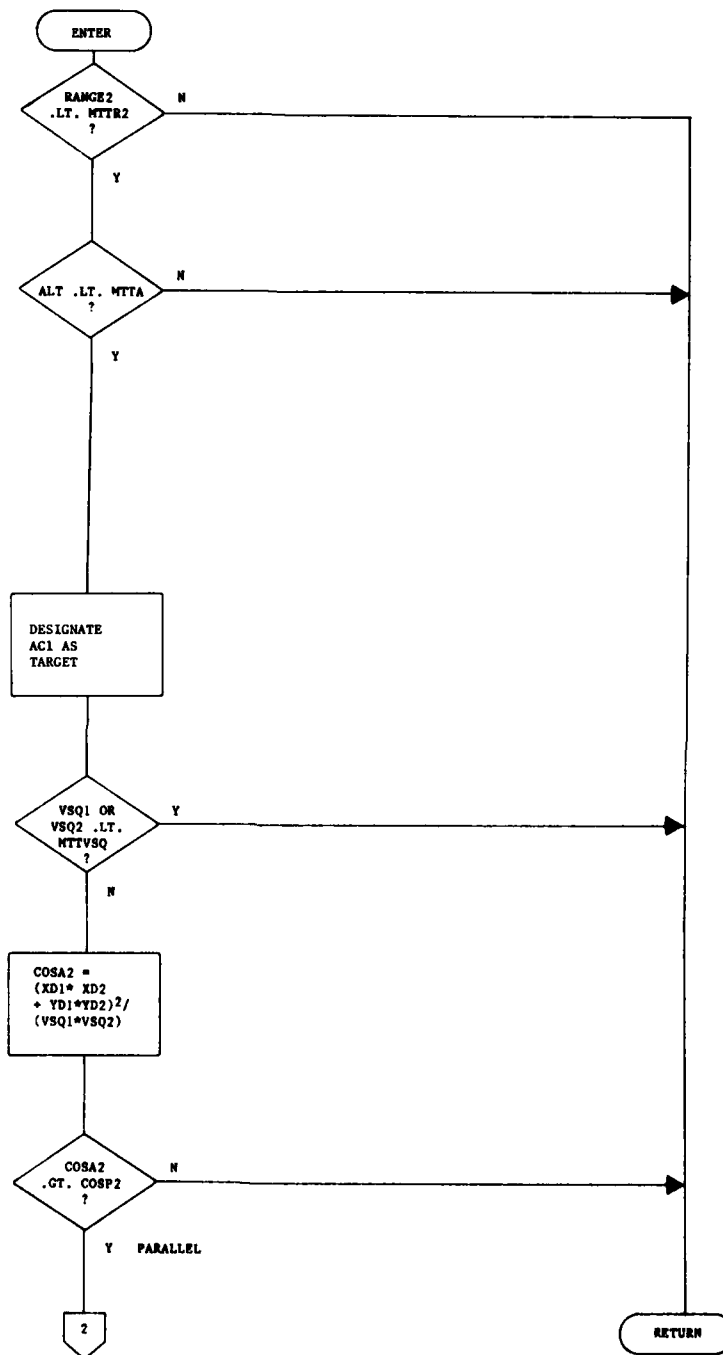 ENTER
RANGE2
.LT. MTTR2
?
N
Y
ALT .LT. MTTA
?
N
Y
DESIGNATE
AC1 AS
TARGET
VSQ1 OR
VSQ2 .LT.
MTTVSQ
?
Y
N
COSA2 =
(XD1* XD2
+ YD1*YD2)²/
(VSQ1*VSQ2)
COSA2
.GT. COSP2
?
N
Y PARALLEL
2
RETURN